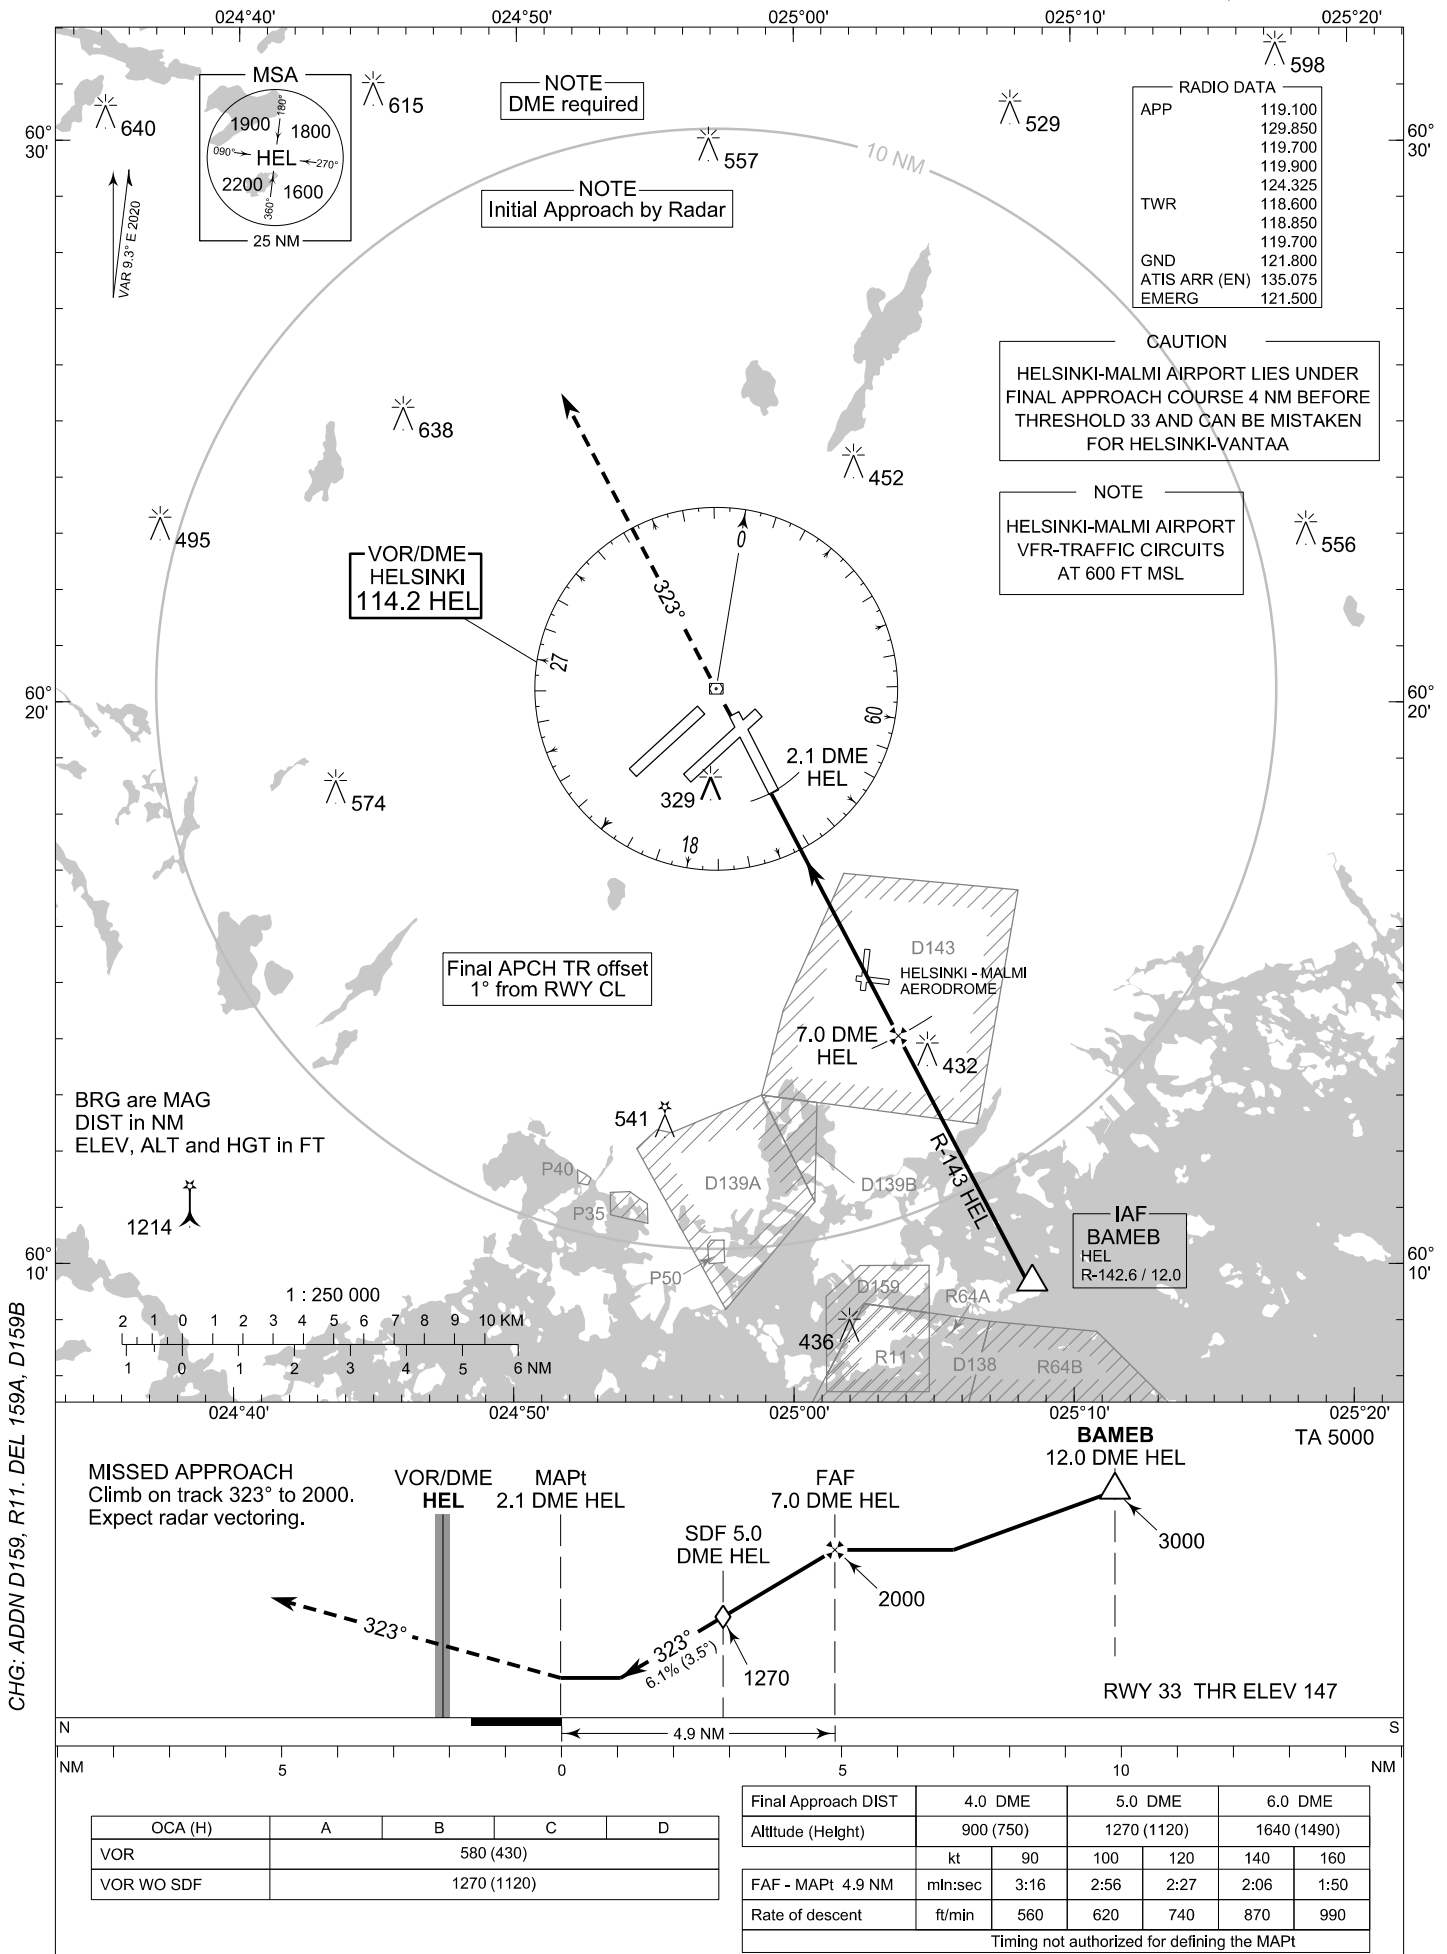 024°40'
024°50'
025°00'
025°10'
025°20'
60°
30'
60°
30'
MSA
1900
1800
2200
1600
180°
090°
270°
360°
HEL
25 NM
VAR 9.3° E 2020
640
615
NOTE
DME required
557
10 NM
529
598
NOTE
Initial Approach by Radar
RADIO DATA
APP 119.100
129.850
119.700
119.900
124.325
TWR 118.600
118.850
119.700
GND 121.800
ATIS ARR (EN) 135.075
EMERG 121.500
CAUTION
HELSINKI-MALMI AIRPORT LIES UNDER
FINAL APPROACH COURSE 4 NM BEFORE
THRESHOLD 33 AND CAN BE MISTAKEN
FOR HELSINKI-VANTAA
NOTE
HELSINKI-MALMI AIRPORT
VFR-TRAFFIC CIRCUITS
AT 600 FT MSL
638
452
495
556
VOR/DME
HELSINKI
114.2 HEL
0
27
60
18
323°
60°
20'
60°
20'
2.1 DME
HEL
329
574
Final APCH TR offset
1° from RWY CL
D143
HELSINKI - MALMI
AERODROME
7.0 DME
HEL
432
BRG are MAG
DIST in NM
ELEV, ALT and HGT in FT
541
1214
P40
P35
P50
D139A
D139B
R-143 HEL
IAF
BAMEB
HEL
R-142.6 / 12.0
60°
10'
60°
10'
D159
R64A
436
R11
D138
R64B
1 : 250 000
2 1 0 1 2 3 4 5 6 7 8 9 10 KM
1 0 1 2 3 4 5 6 NM
024°40'
024°50'
025°00'
025°10'
025°20'
CHG: ADDN D159, R11. DEL 159A, D159B
MISSED APPROACH
Climb on track 323° to 2000.
Expect radar vectoring.
VOR/DME
HEL
MAPt
2.1 DME HEL
SDF 5.0
DME HEL
FAF
7.0 DME HEL
BAMEB
12.0 DME HEL
TA 5000
3000
2000
1270
323°
323°
6.1% (3.5°)
RWY 33 THR ELEV 147
4.9 NM
N
S
NM 5 0 5 10 NM
OCA (H) A B C D
VOR 580 (430)
VOR WO SDF 1270 (1120)
Final Approach DIST 4.0 DME 5.0 DME 6.0 DME
Altitude (Height) 900 (750) 1270 (1120) 1640 (1490)
kt 90 100 120 140 160
FAF - MAPt 4.9 NM min:sec 3:16 2:56 2:27 2:06 1:50
Rate of descent ft/min 560 620 740 870 990
Timing not authorized for defining the MAPt